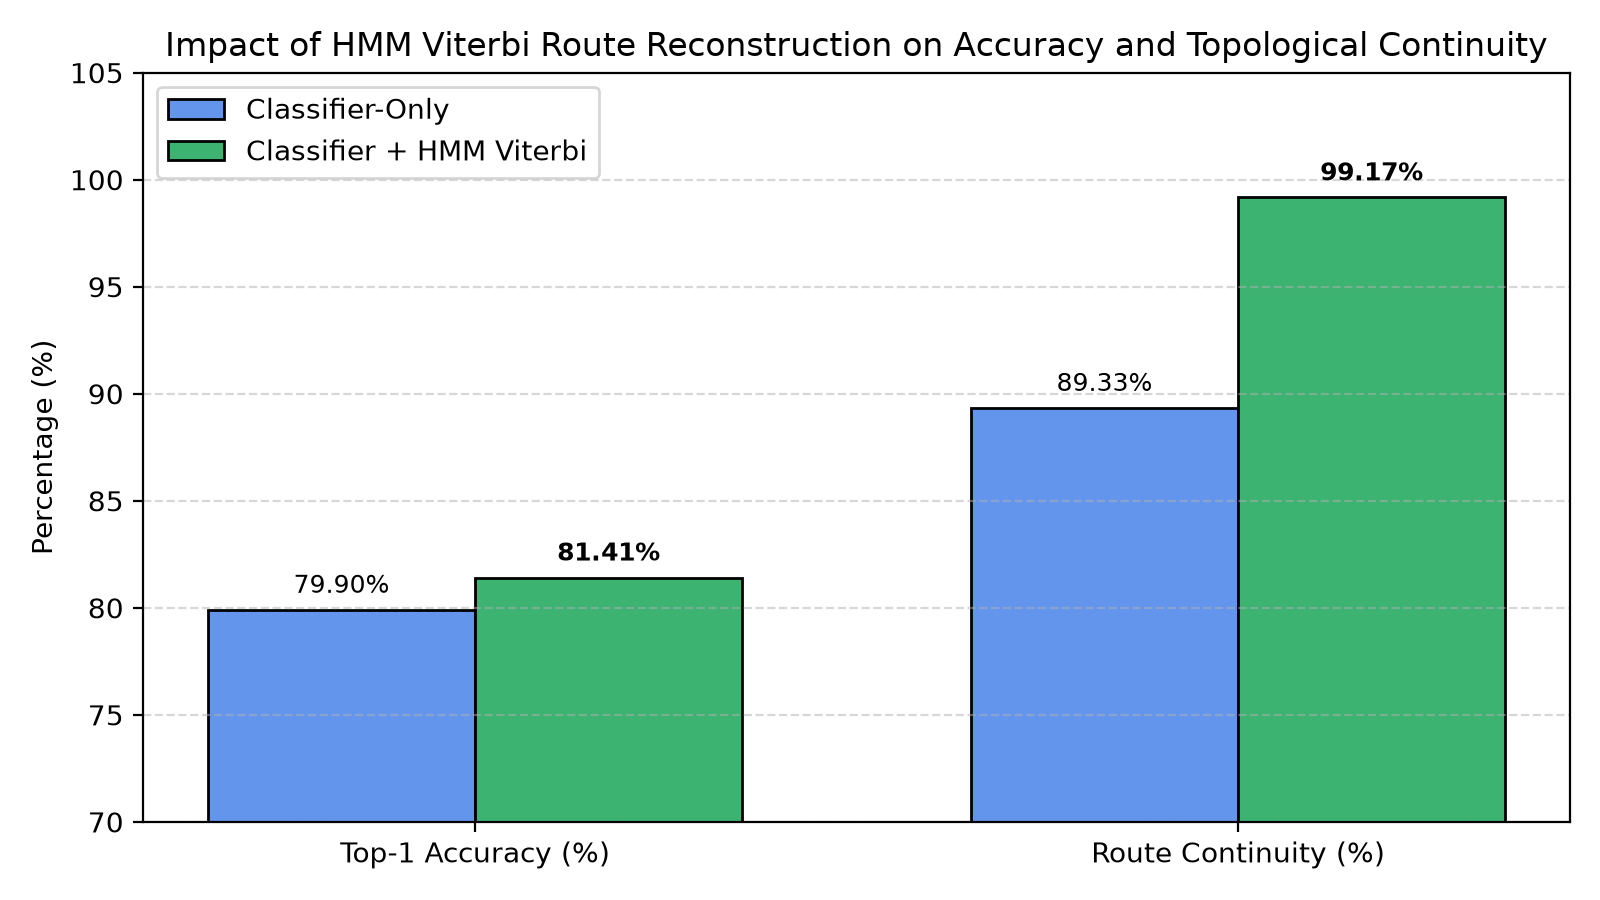 Impact of HMM Viterbi Route Reconstruction on Accuracy and Topological Continuity
Classifier-Only
Classifier + HMM Viterbi
105
100
95
90
85
80
75
70
Percentage (%)
79.90%
81.41%
89.33%
99.17%
Top-1 Accuracy (%)
Route Continuity (%)